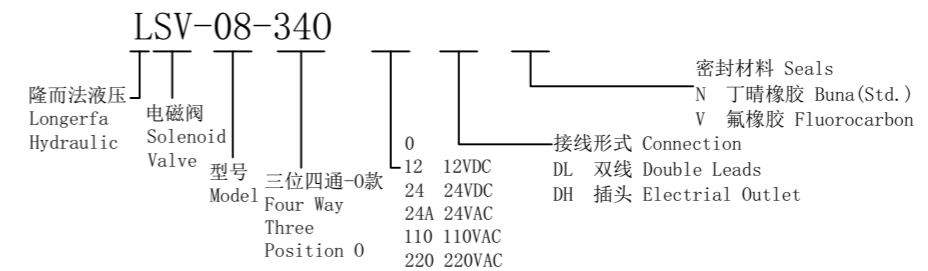 LSV-08-340
隆而法液压
Longerfa
Hydraulic
电磁阀
Solenoid
Valve
型号
Model
三位四通-O款
Four Way
Three
Position O
0
12 12VDC
24 24VDC
24A 24VAC
110 110VAC
220 220VAC
接线形式 Connection
DL 双线 Double Leads
DH 插头 Electrial Outlet
密封材料 Seals
N 丁晴橡胶 Buna(Std.)
V 氟橡胶 Fluorocarbon